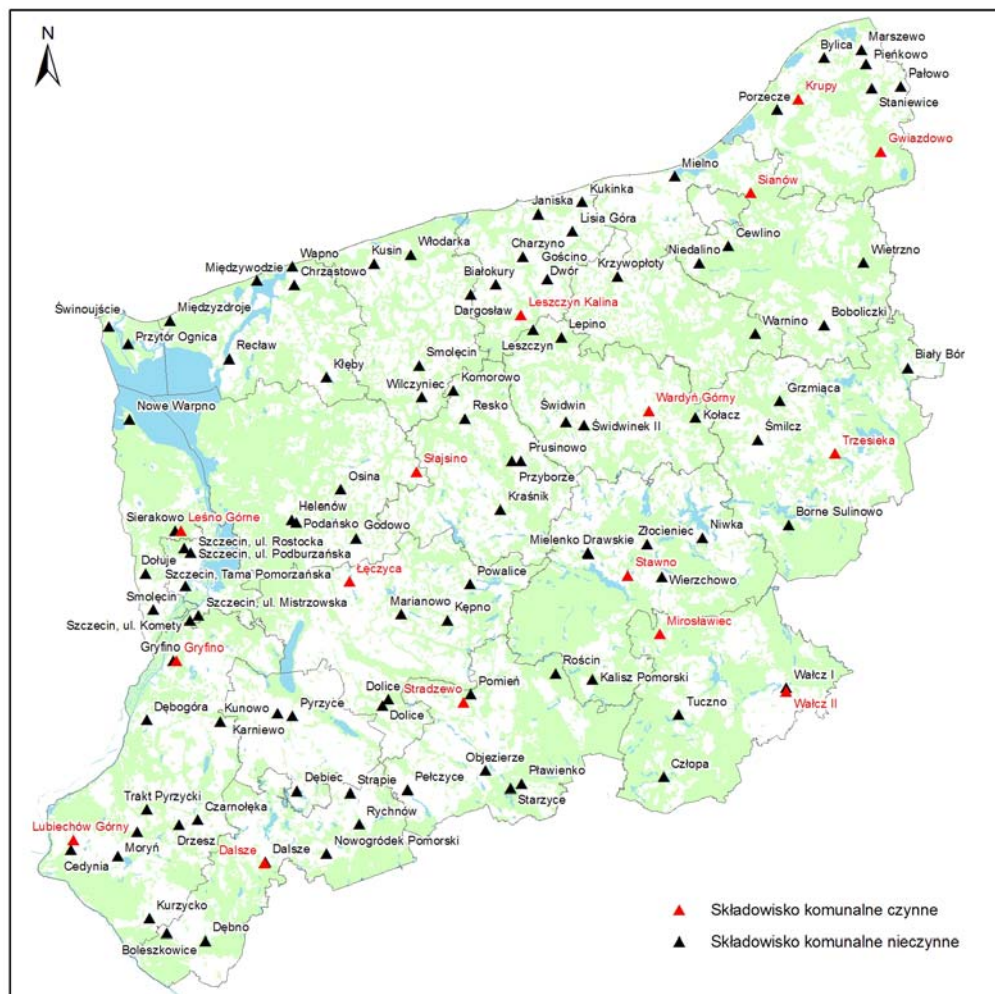 N
Marszewo
Bylica
Pieńkowo
Pałowo
Krupy
Porzecze
Staniewice
Gwiazdowo
Mielno
Sianów
Kukinka
Janiska
Lisia Góra
Cewlino
Włodarka
Charzyno
Niedalino
Wietrzno
Kusin
Gościno
Wapno
Krzywopłoty
Międzywodzie
Chrząstowo
Białokury
Dwór
Leszczyn Kalina
Świnoujście
Międzyzdroje
Dargosław
Boboliczki
Przytór Ognica
Leszczyn
Lepino
Warnino
Recław
Smolęcin
Biały Bór
Kłęby
Wilczyniec
Komorowo
Grzmiąca
Nowe Warpno
Resko
Świdwin
Wardyń Górny
Kołacz
Świdwinek II
Śmilcz
Trzesieka
Prusinowo
Słajsino
Przyborze
Osina
Kraśnik
Helenów
Borne Sulinowo
Sierakowo
Leśno Górne
Podańsko
Godowo
Złocieniec
Niwka
Szczecin, ul. Rostocka
Mielenko Drawskie
Szczecin, ul. Podburzańska
Dołuje
Szczecin, Tama Pomorzańska
Łęczyca
Powalice
Stawno
Wierzchowo
Smolęcin
Szczecin, ul. Mistrzowska
Marianowo
Kępno
Szczecin, ul. Komety
Mirosławiec
Gryfino
Gryfino
Rościn
Kalisz Pomorski
Wałcz I
Wałcz II
Dolice
Stradzewo
Pomień
Dębogóra
Kunowo
Pyrzyce
Dolice
Karniewo
Tuczno
Objezierze
Pławienko
Człopa
Dębiec
Strąpie
Pełczyce
Starzyce
Trakt Pyrzycki
Czarnołęka
Rychnów
Lubiechów Górny
Drzesz
Moryń
Dalsze
Dalsze
Nowogródek Pomorski
Cedynia
Kurzycko
Dębno
Boleszkowice
Składowisko komunalne czynne
Składowisko komunalne nieczynne